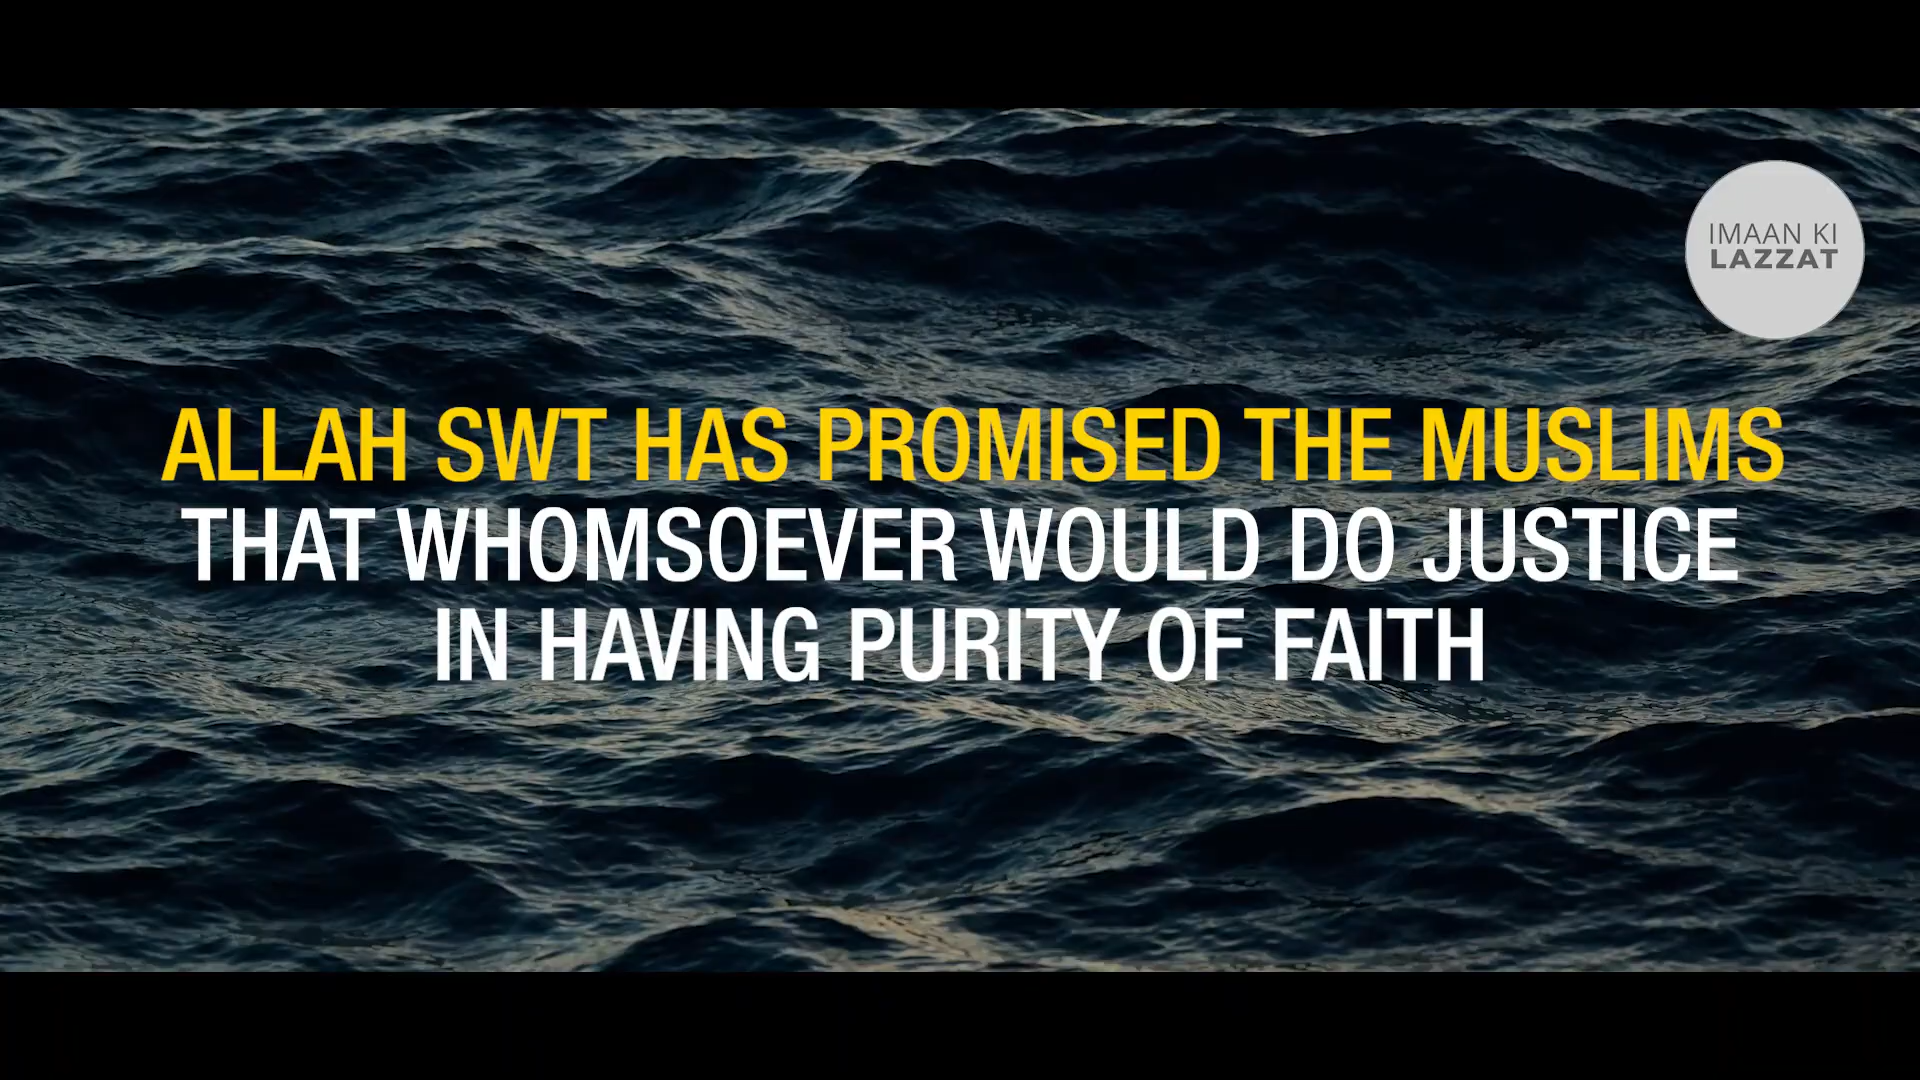 IMAAN KI
LAZZAT
ALLAH SWT HAS PROMISED THE MUSLIMS
THAT WHOMSOEVER WOULD DO JUSTICE
IN HAVING PURITY OF FAITH